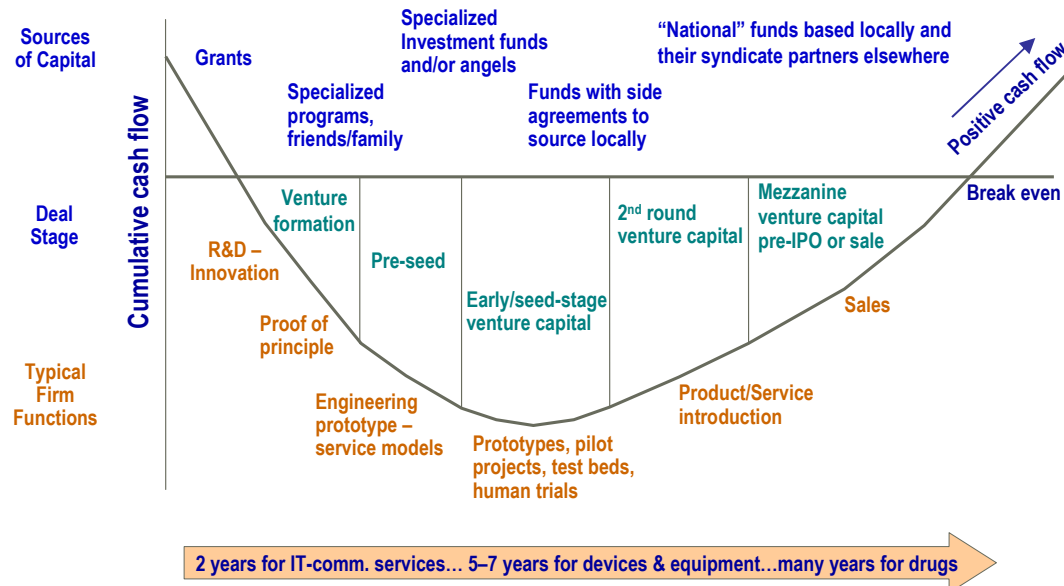 Sources
of Capital
Grants
Specialized
programs,
friends/family
Specialized
Investment funds
and/or angels
Funds with side
agreements to
source locally
“National” funds based locally and
their syndicate partners elsewhere
Positive cash flow
Cumulative cash flow
Break even
Deal
Stage
Venture
formation
Pre-seed
Early/seed-stage
venture capital
2nd round
venture capital
Mezzanine
venture capital
pre-IPO or sale
Typical
Firm
Functions
R&D –
Innovation
Proof of
principle
Engineering
prototype –
service models
Prototypes, pilot
projects, test beds,
human trials
Product/Service
introduction
Sales
2 years for IT-comm. services… 5–7 years for devices & equipment…many years for drugs